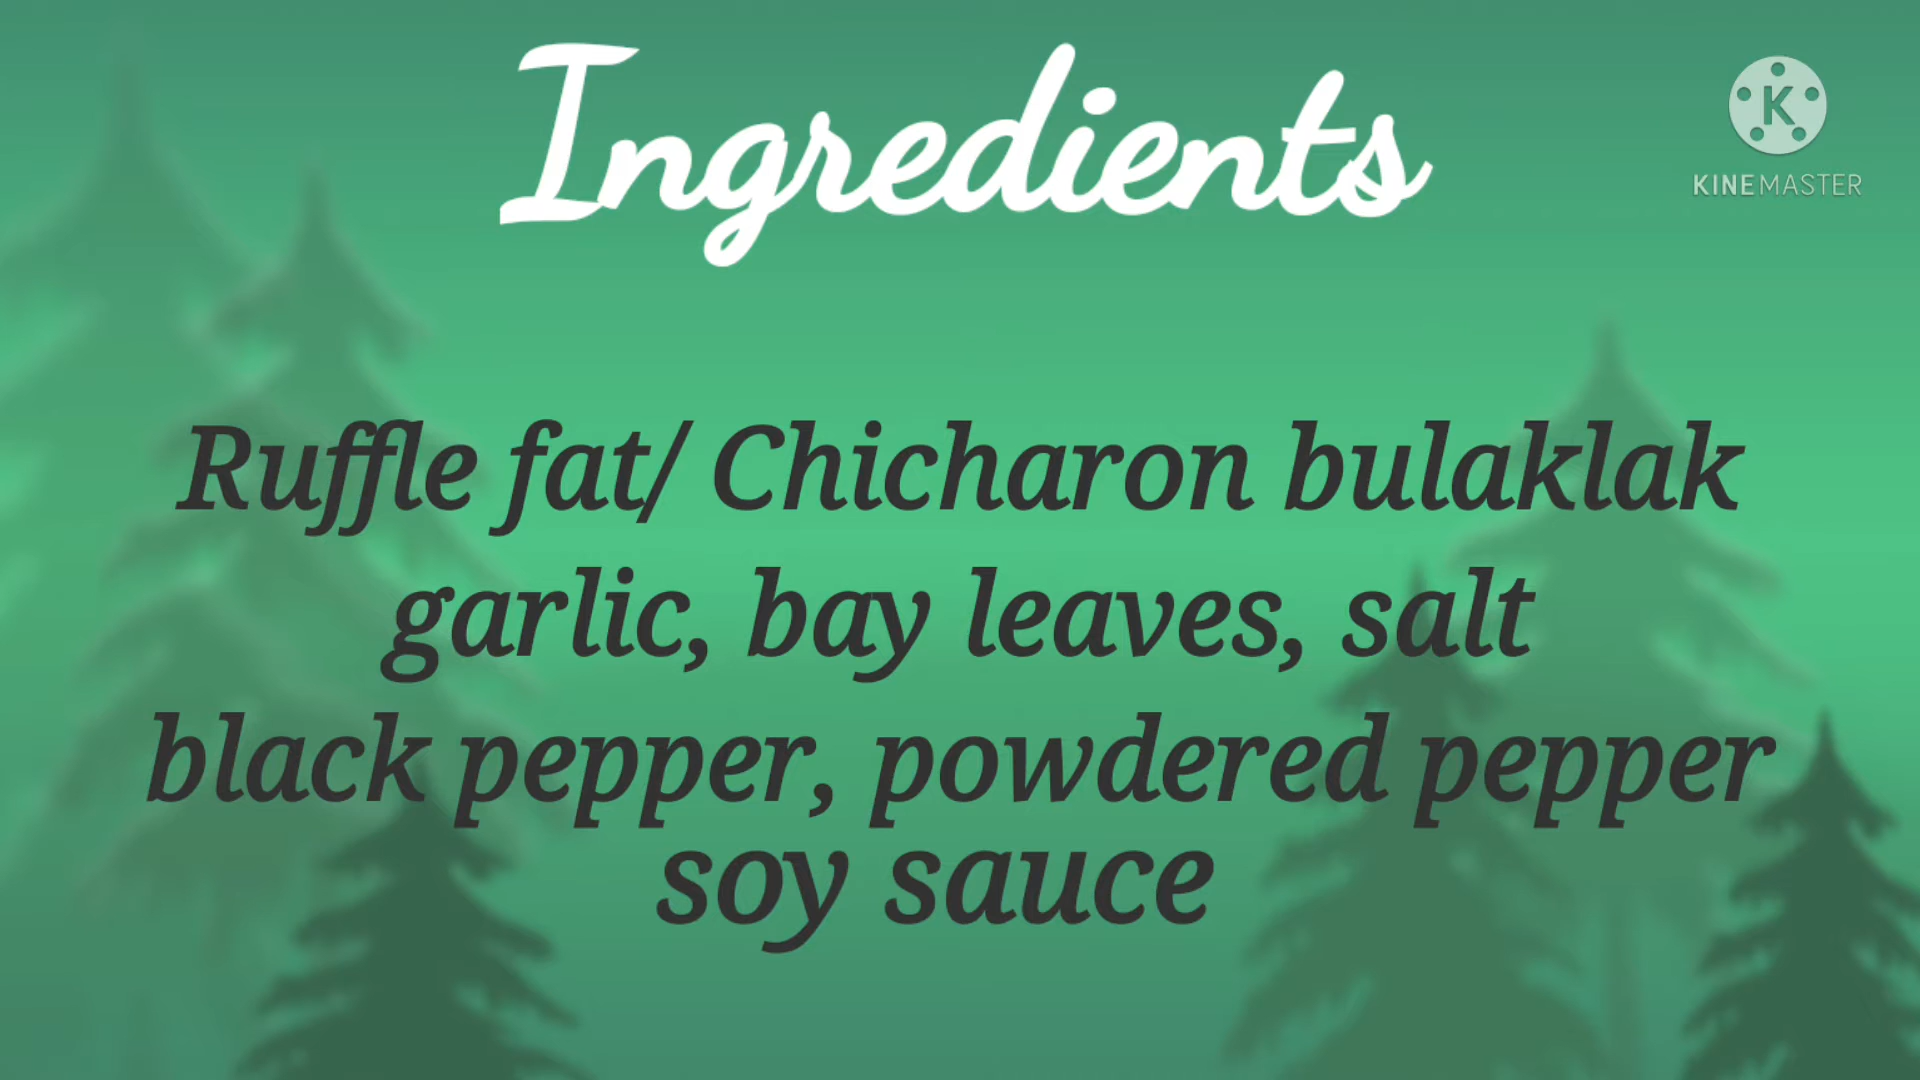 Ingredients
K
KINEMASTER
Ruffle fat/ Chicharon bulaklak
garlic, bay leaves, salt
black pepper, powdered pepper
soy sauce